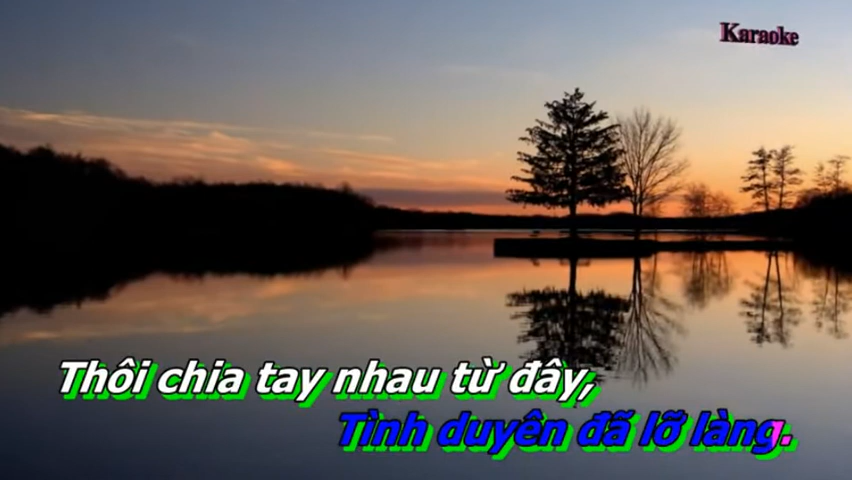 Karaoke
Thôi chia tay nhau từ đây,
Tình duyên đã lỡ làng.